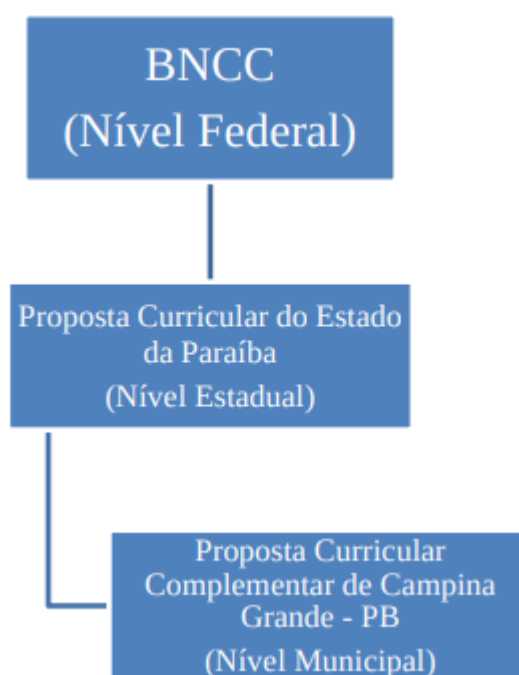 BNCC
(Nível Federal)
Proposta Curricular do Estado
da Paraíba
(Nível Estadual)
Proposta Curricular
Complementar de Campina
Grande - PB
(Nível Municipal)